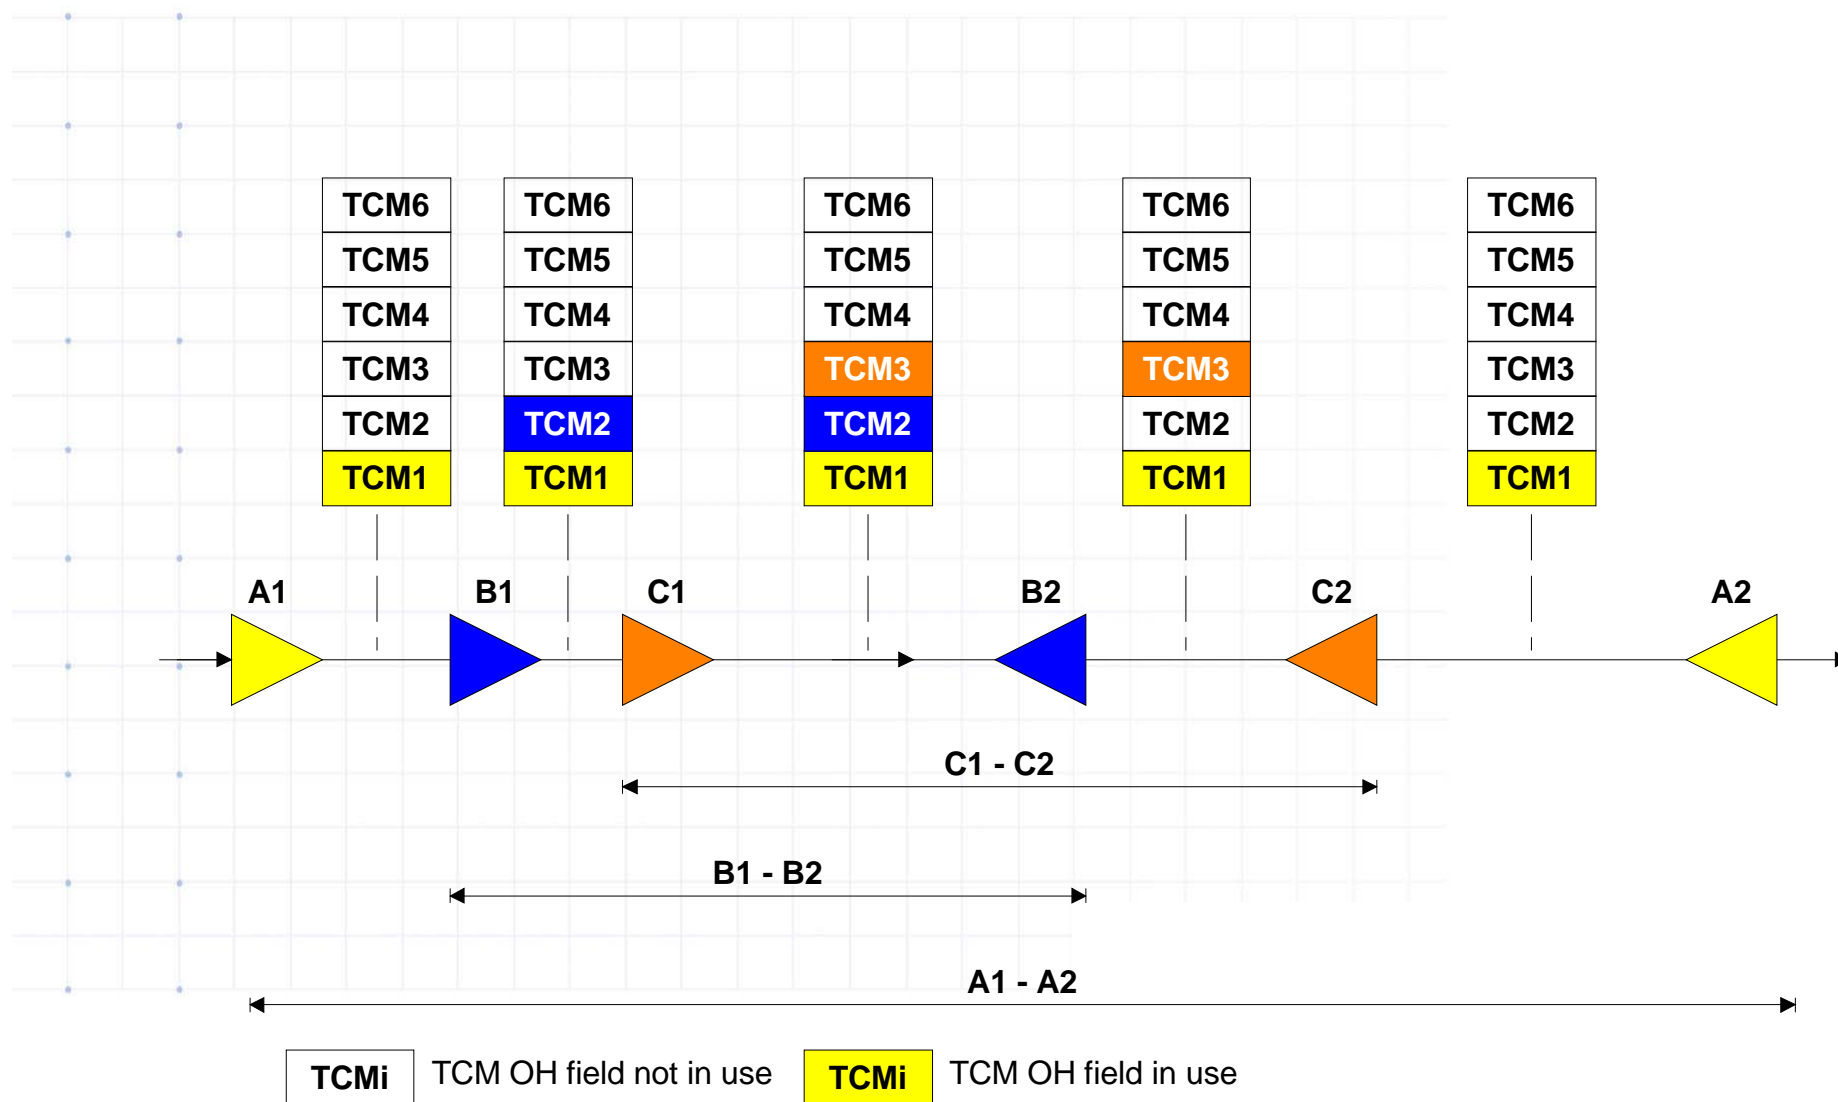 TCM6 TCM6 TCM6 TCM6 TCM6
TCM5 TCM5 TCM5 TCM5 TCM5
TCM4 TCM4 TCM4 TCM4 TCM4
TCM3 TCM3 TCM3 TCM3 TCM3
TCM2 TCM2 TCM2 TCM2 TCM2
TCM1 TCM1 TCM1 TCM1 TCM1
A1 B1 C1 B2 C2 A2
C1 - C2
B1 - B2
A1 - A2
TCMi TCM OH field not in use TCMi TCM OH field in use